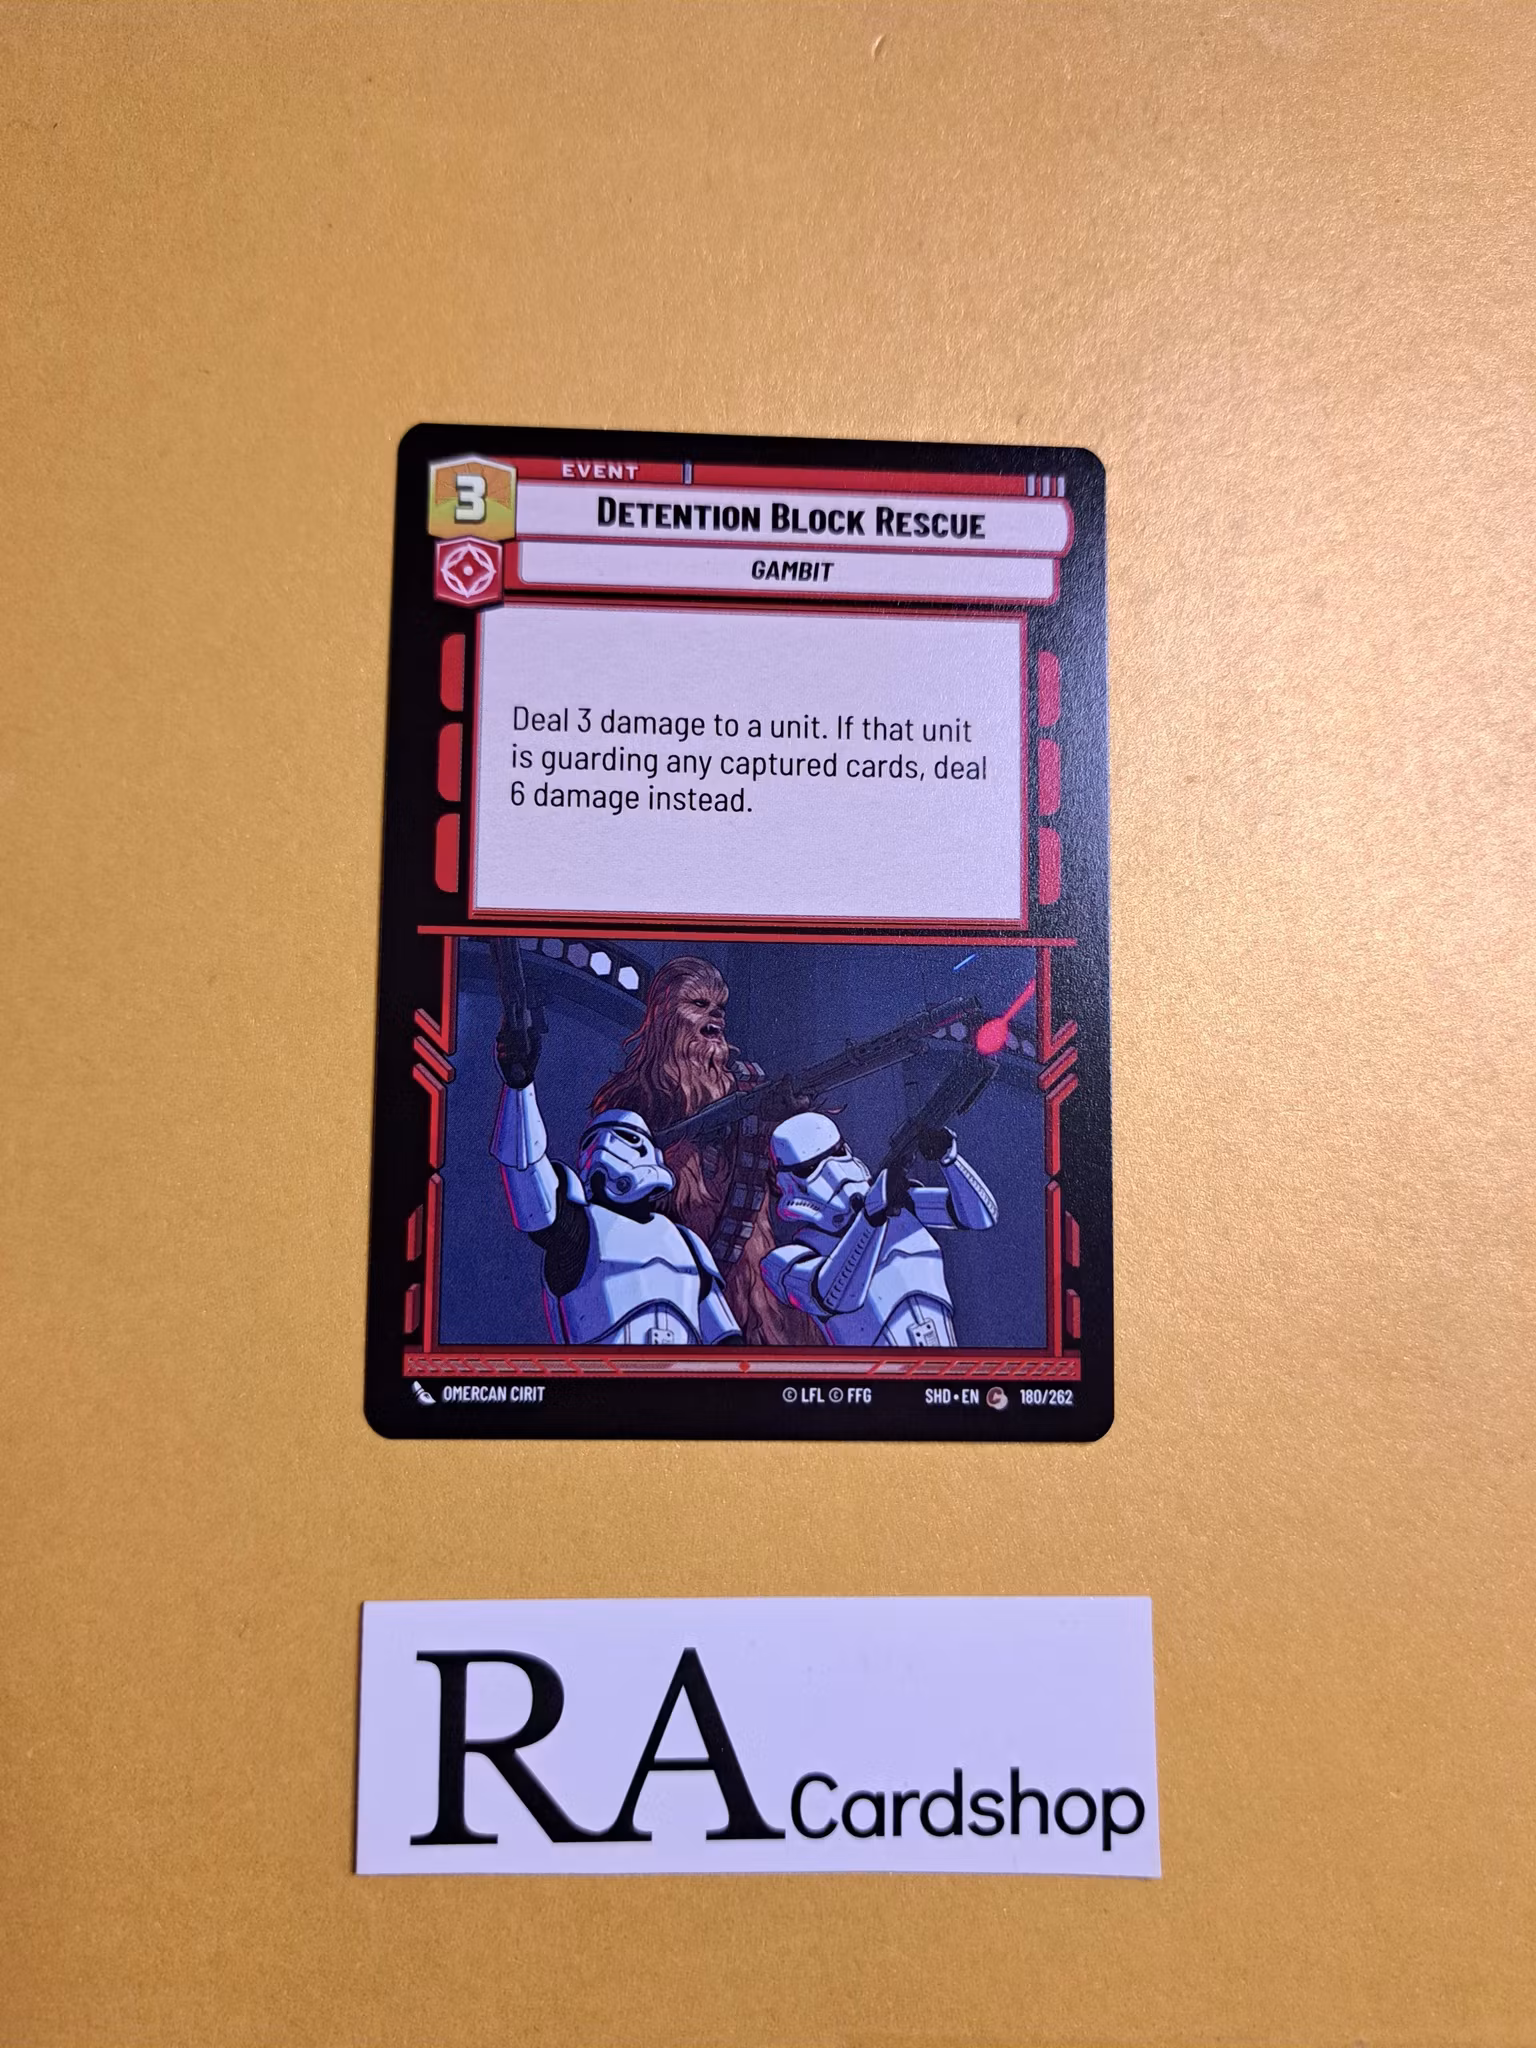 EVENT
3
DETENTION BLOCK RESCUE
GAMBIT
Deal 3 damage to a unit. If that unit
is guarding any captured cards, deal
6 damage instead.
OMERCAN CIRIT © LFL © FFG SHD • EN C 180/262
RA Cardshop